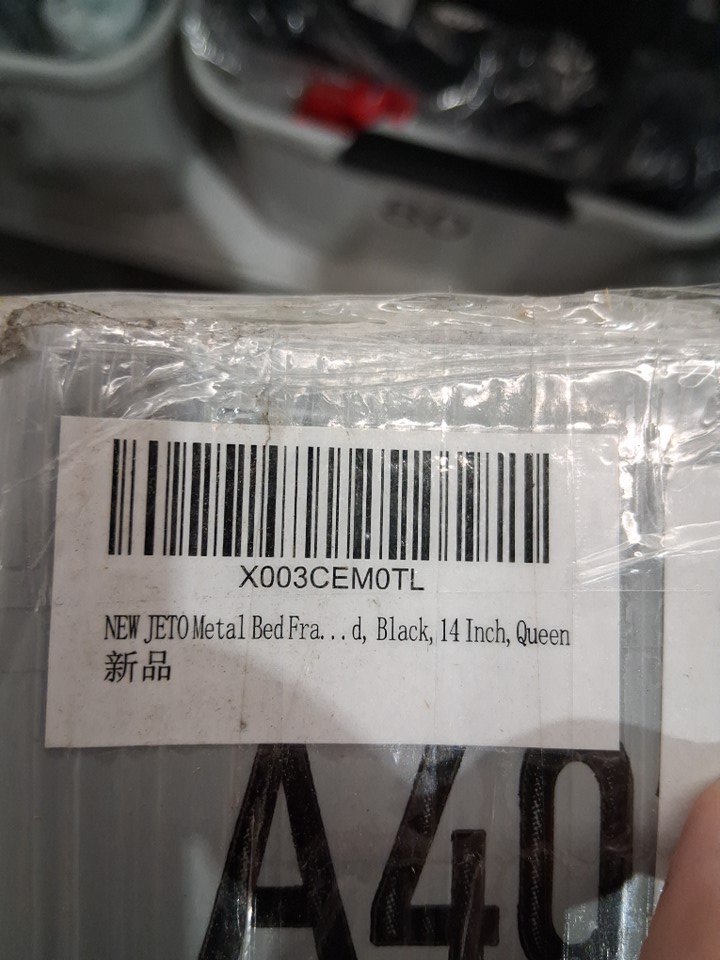 X003CEM0TL
NEW JETO Metal Bed Fra...d, Black, 14 Inch, Queen
新品
A40